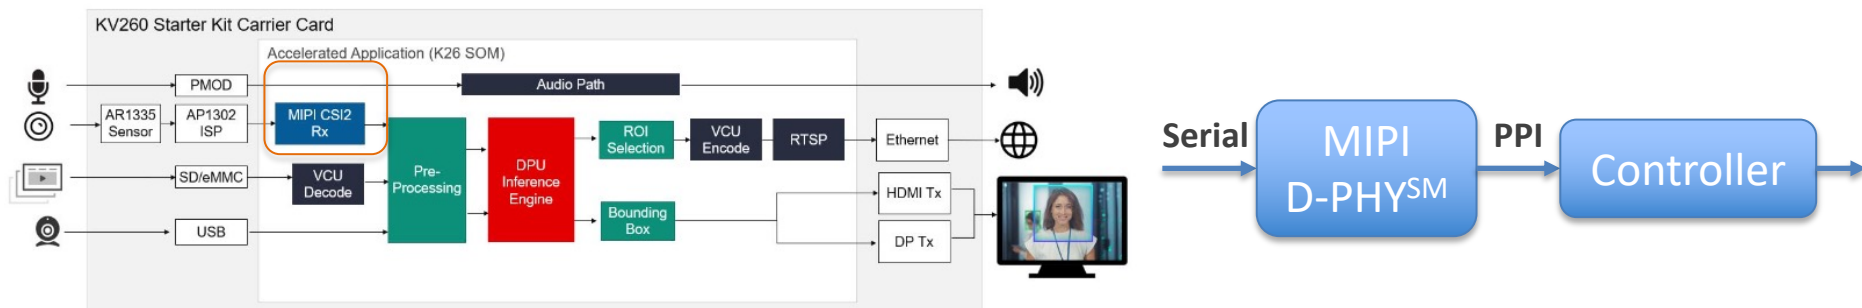 KV260 Starter Kit Carrier Card
Accelerated Application (K26 SOM)
PMOD
Audio Path
AR1335
Sensor
AP1302
ISP
MIPI CSI2
Rx
ROI
Selection
VCU
Encode
RTSP
Ethernet
SD/eMMC
VCU
Decode
Pre-
Processing
DPU
Inference
Engine
HDMI Tx
Bounding
Box
USB
DP Tx
Serial
MIPI
D-PHYSM
PPI
Controller